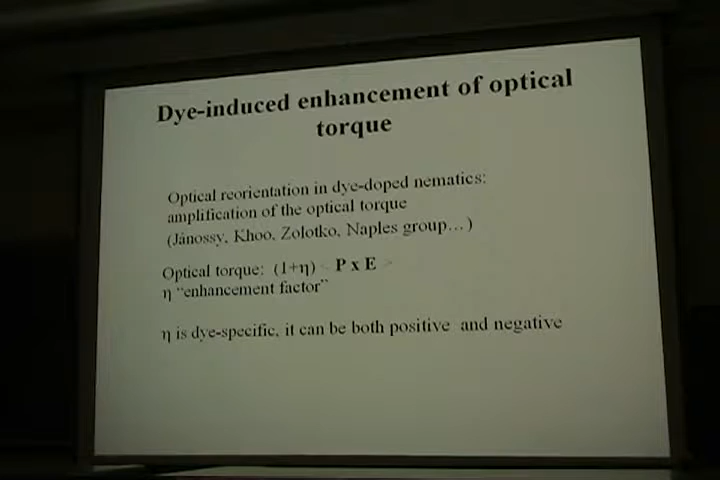 Dye-induced enhancement of optical
torque
Optical reorientation in dye-doped nematics:
amplification of the optical torque
(Jánossy, Khoo, Zolotko, Naples group…)
Optical torque: (1+η) < P x E >
η “enhancement factor”
η is dye-specific, it can be both positive and negative